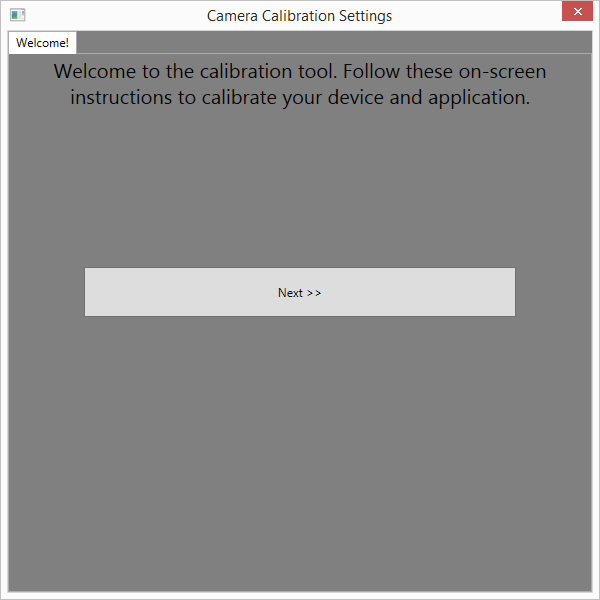 Camera Calibration Settings
Welcome!
Welcome to the calibration tool. Follow these on-screen
instructions to calibrate your device and application.
Next >>